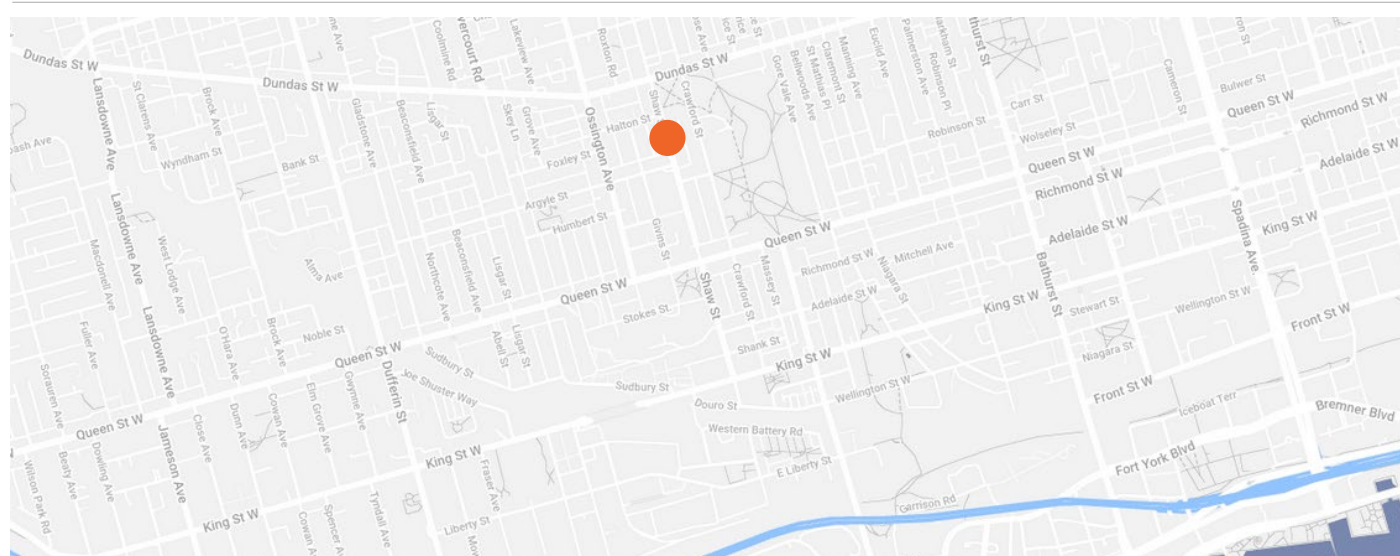 Dundas St W
Lansdowne Ave
St Clarens Ave
Brock Ave
Wyndham St
Bank St
Dundas St W
Gladstone Ave
Beaconsfield Ave
Lisgar St
Coolmine Rd
Lakeview Ave
Skey Ln
Grove Ave
Foxley St
Halton St
Roxton Rd
Ossington Ave
Argyle St
Humbert St
Givins St
Shaw
Crawford St
Dundas St W
Gore Vale Ave
Bellwoods Ave
St Mathias Pl
Claremont St
Manning Ave
Euclid Ave
Palmerston Ave
Robinson Pl
Robinson St
Carr St
Wolseley St
Queen St W
Richmond St W
Adelaide St W
Cameron St
Bulwer St
Queen St W
Richmond St W
Adelaide St W
King St W
Spadina Ave.
Lansdowne Ave
Macdonell Ave
West Lodge Ave
Alma Ave
Northcote Ave
Beaconsfield Ave
Lisgar St
Queen St W
Stokes St
Shaw St
Crawford St
Massey St
Queen St W
Richmond St W
Mitchell Ave
Adelaide St W
Niagara St
King St W
Bathurst St
Stewart St
Wellington St W
Front St W
Niagara St
Lansdowne Ave
Fuller Ave
O'Hara Ave
Brock Ave
Noble St
Queen St W
Dufferin St
Sudbury St
Joe Shuster Way
Abell St
Lisgar St
Sudbury St
Shank St
King St W
Douro St
Wellington St W
Western Battery Rd
E Liberty St
Front St W
Iceboat Terr
Bremner Blvd
Fort York Blvd
Garrison Rd
Sorauren Ave
Queen St W
Wilson Park Rd
Beaty Ave
Dowling Ave
Jameson Ave
Close Ave
Dunn Ave
Cowan Ave
Elm Grove Ave
Gwynne Ave
King St W
King St W
Spencer Ave
Tyndall Ave
Fraser Ave
Liberty St